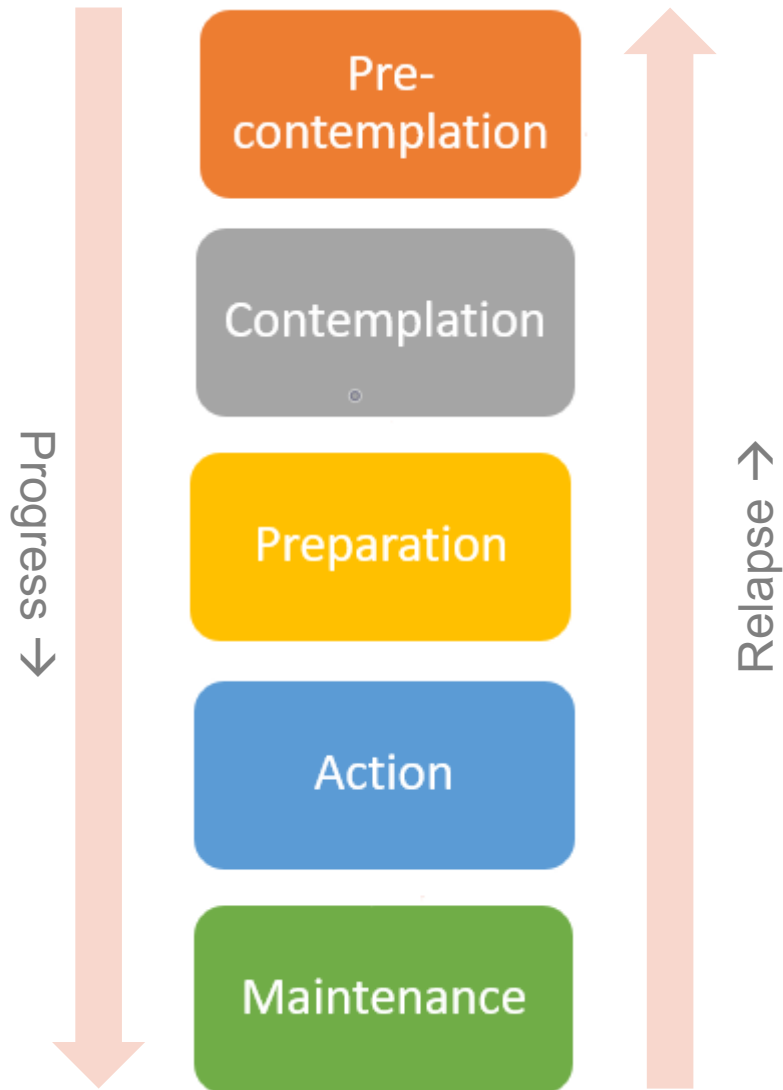 Pre-
contemplation
Contemplation
Progress →
Preparation
Relapse →
Action
Maintenance